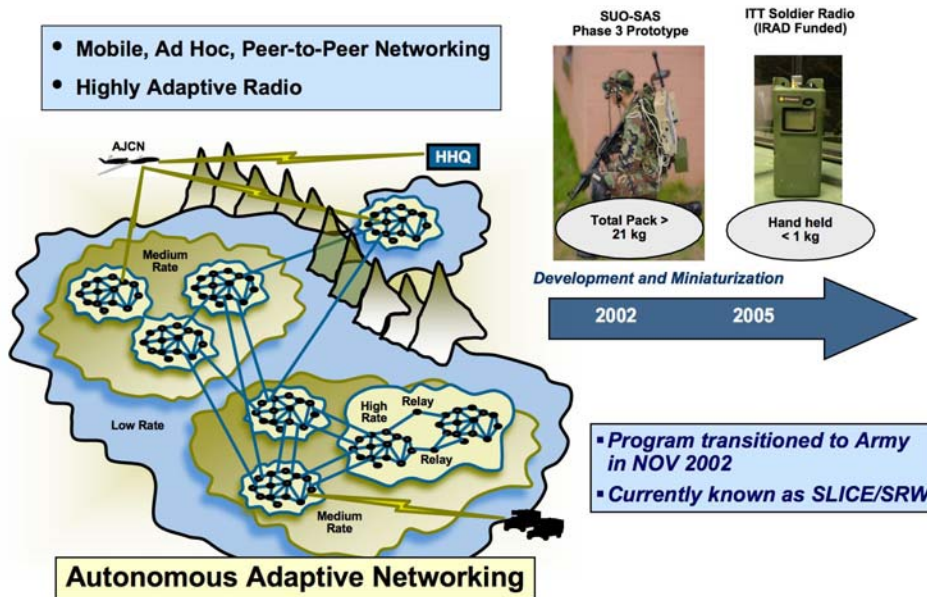 • Mobile, Ad Hoc, Peer-to-Peer Networking
• Highly Adaptive Radio
SUO-SAS
Phase 3 Prototype
ITT Soldier Radio
(IRAD Funded)
Total Pack >
21 kg
Hand held
< 1 kg
Development and Miniaturization
2002
2005
AJCN
HHQ
Medium
Rate
Low Rate
High
Rate
Relay
Relay
Medium
Rate
▪ Program transitioned to Army
in NOV 2002
▪ Currently known as SLICE/SRW
Autonomous Adaptive Networking